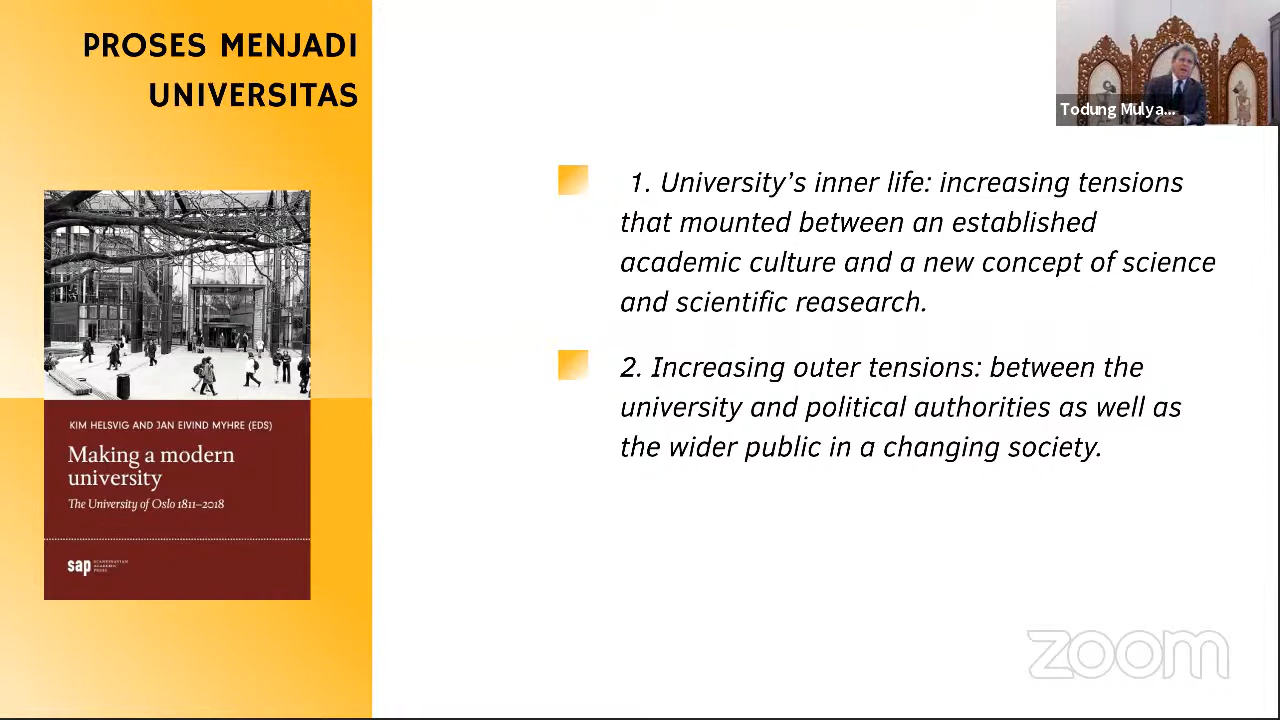 PROSES MENJADI
UNIVERSITAS
Todung Mulya...
1. University's inner life: increasing tensions
that mounted between an established
academic culture and a new concept of science
and scientific reasearch.
2. Increasing outer tensions: between the
university and political authorities as well as
the wider public in a changing society.
KIM HELSVIG AND JAN EIVIND MYHRE (EDS)
Making a modern
university
The University of Oslo 1811–2018
sap
SCANDINAVIAN
ACADEMIC
PRESS
zoom